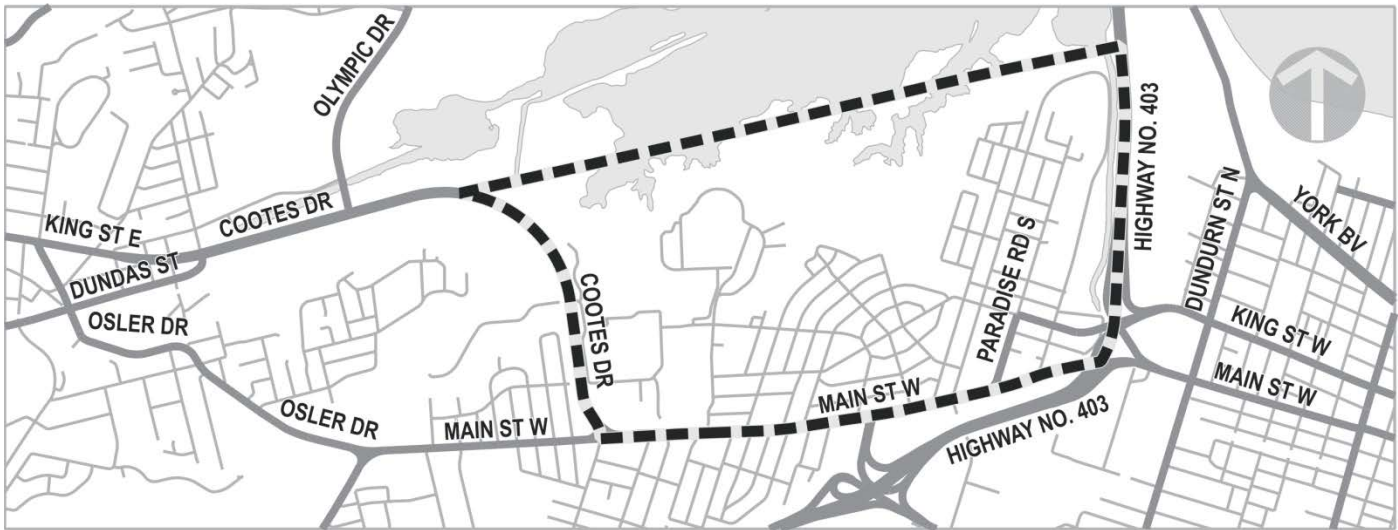 OLYMPIC DR
HIGHWAY NO. 403
DUNDURN ST N
YORK BV
COOTES DR
KING ST E
DUNDAS ST
OSLER DR
COOTES DR
PARADISE RD S
KING ST W
MAIN ST W
MAIN ST W
OSLER DR
MAIN ST W
HIGHWAY NO. 403